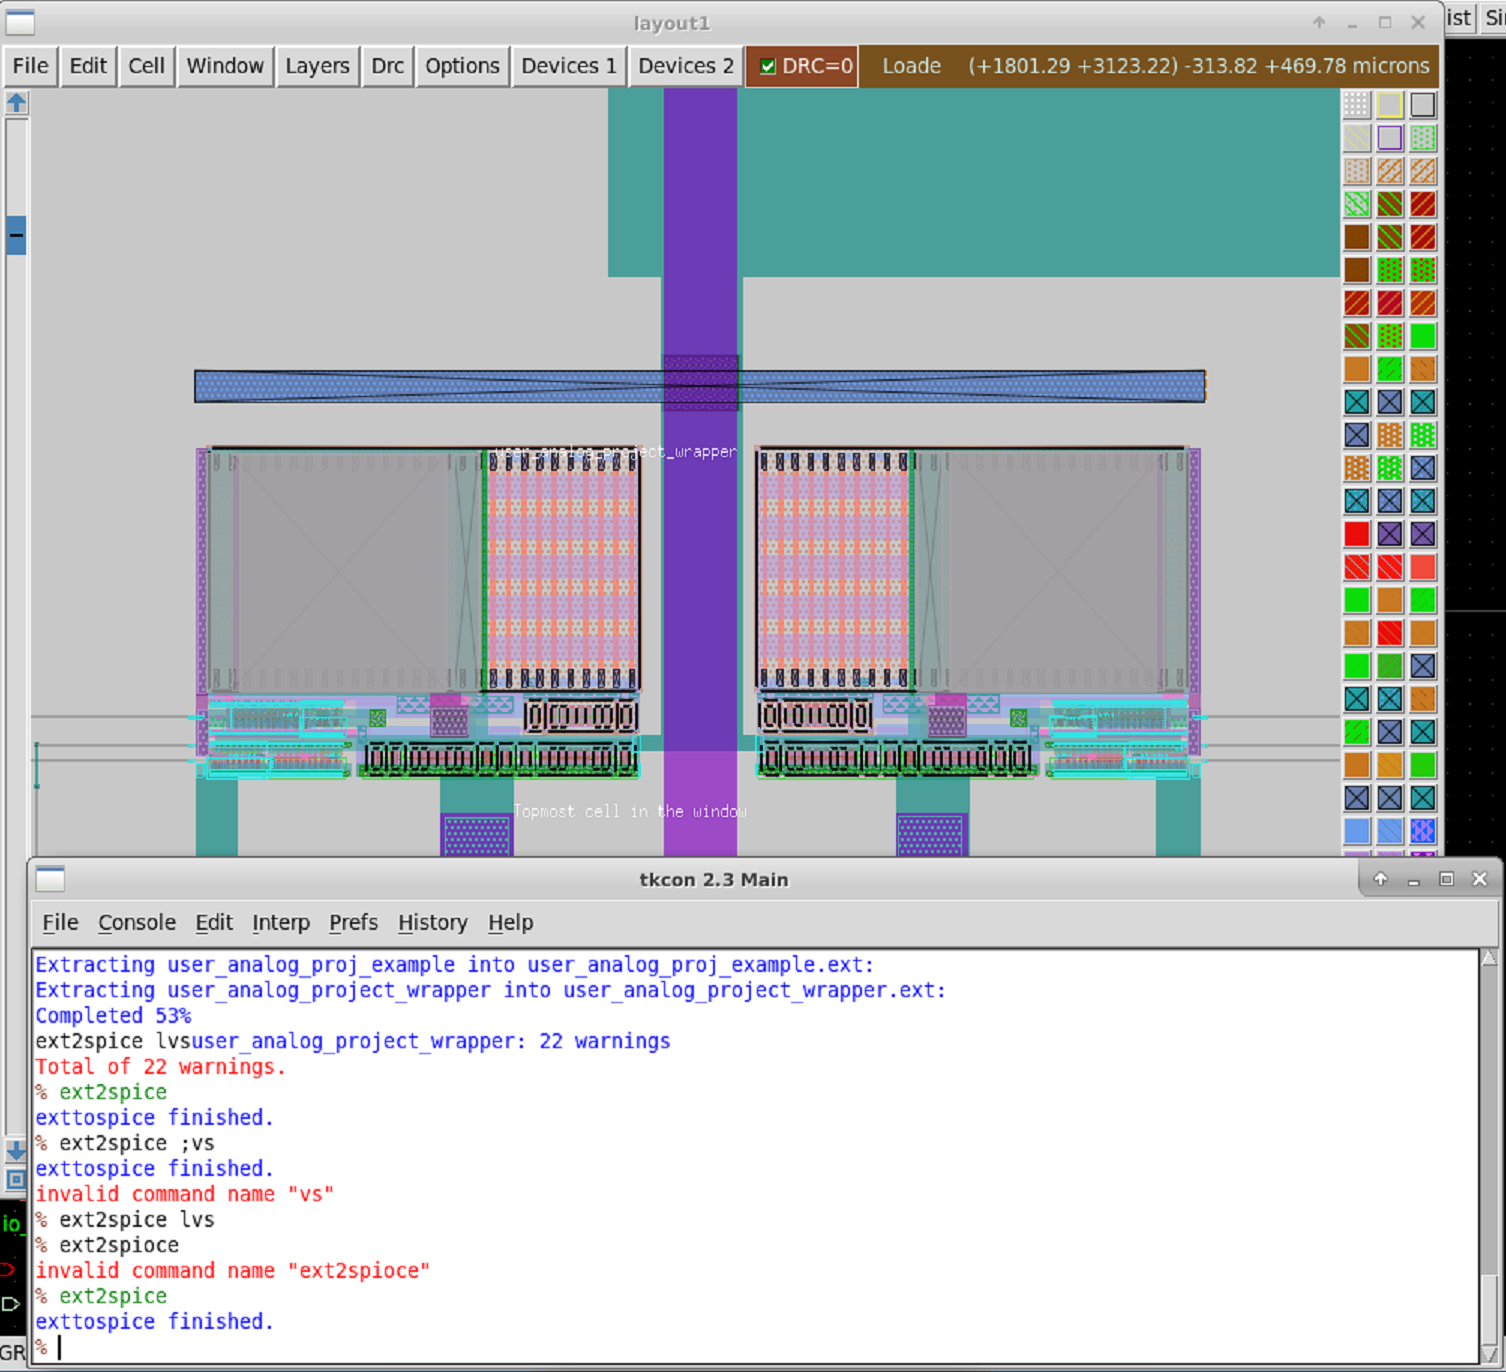 layout1
ist Si
File Edit Cell Window Layers Drc Options Devices 1 Devices 2 DRC=0 Loade (+1801.29 +3123.22) -313.82 +469.78 microns
user_analog_project_wrapper
Topmost cell in the window
tkcon 2.3 Main
File Console Edit Interp Prefs History Help
Extracting user_analog_proj_example into user_analog_proj_example.ext:
Extracting user_analog_project_wrapper into user_analog_project_wrapper.ext:
Completed 53%
ext2spice lvsuser_analog_project_wrapper: 22 warnings
Total of 22 warnings.
% ext2spice
exttospice finished.
% ext2spice ;vs
exttospice finished.
invalid command name "vs"
% ext2spice lvs
% ext2spioce
invalid command name "ext2spioce"
% ext2spice
exttospice finished.
%
io_
GR